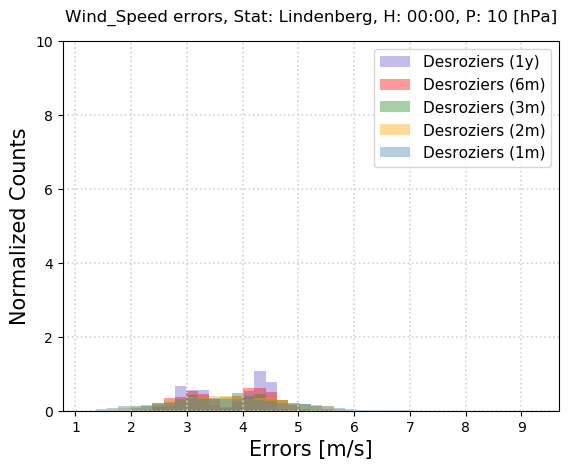 Wind_Speed errors, Stat: Lindenberg, H: 00:00, P: 10 [hPa]
10
8
6
4
2
0
Normalized Counts
Desroziers (1y)
Desroziers (6m)
Desroziers (3m)
Desroziers (2m)
Desroziers (1m)
1 2 3 4 5 6 7 8 9
Errors [m/s]